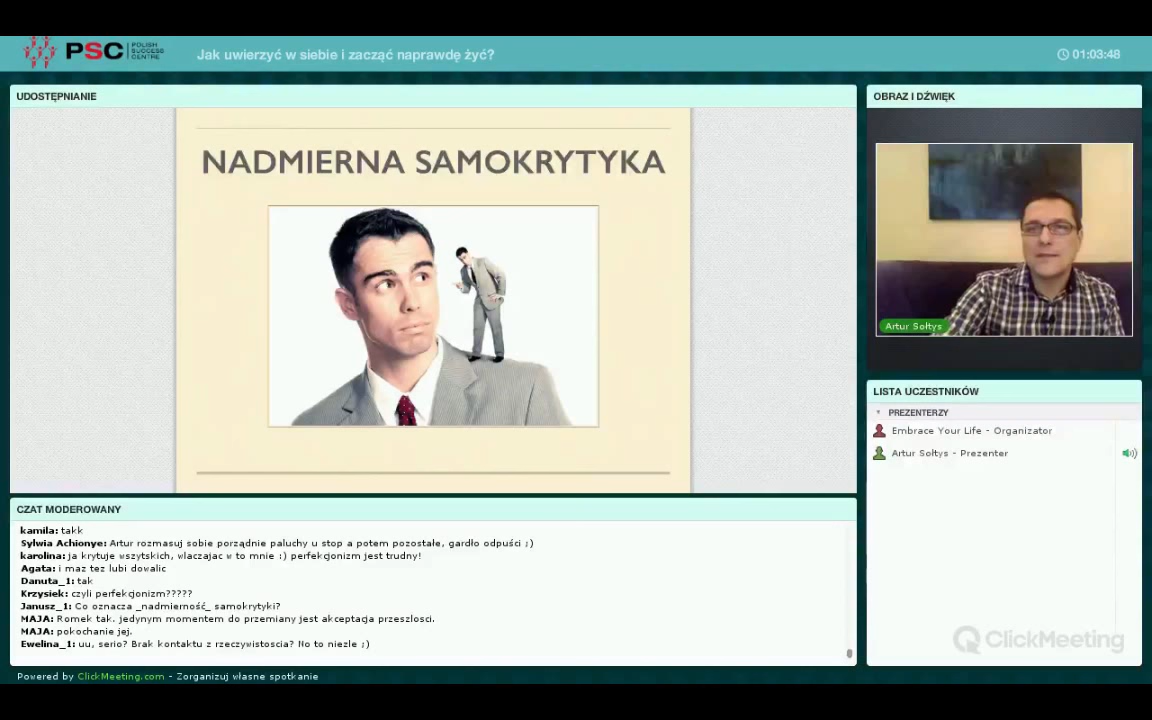 PSC POLISH SUCCESS CENTRE
Jak uwierzyć w siebie i zacząć naprawdę żyć?
01:03:48
UDOSTĘPNIANIE
NADMIERNA SAMOKRYTYKA
OBRAZ I DŹWIĘK
Artur Sołtys
LISTA UCZESTNIKÓW
PREZENTERZY
Embrace Your Life - Organizator
Artur Sołtys - Prezenter
ClickMeeting
CZAT MODEROWANY
kamila: takk
Sylwia Achionye: Artur rozmasuj sobie porządnie paluchy u stop a potem pozostałe, gardło odpuści ;)
karolina: ja krytuje wszytskich, wlaczajac w to mnie :) perfekcjonizm jest trudny!
Agata: i maz tez lubi dowalic
Danuta_1: tak
Krzysiek: czyli perfekcjonizm?????
Janusz_1: Co oznacza _nadmierność_ samokrytyki?
MAJA: Romek tak. jedynym momentem do przemiany jest akceptacja przeszlosci.
MAJA: pokochanie jej.
Ewelina_1: uu, serio? Brak kontaktu z rzeczywistoscia? No to niezle ;)
Powered by ClickMeeting.com - Zorganizuj własne spotkanie